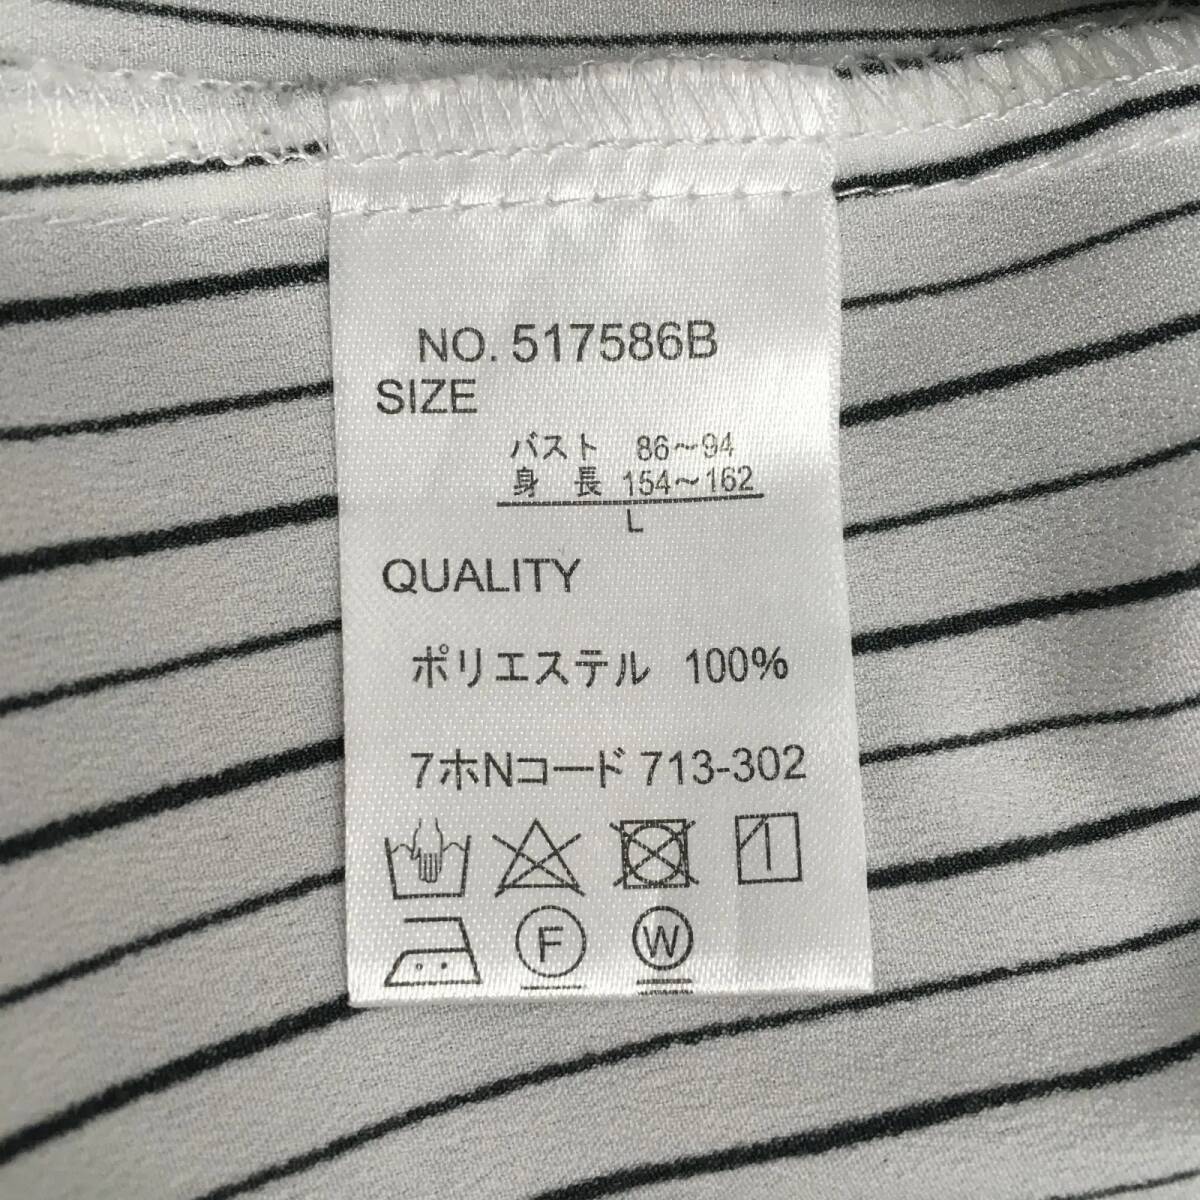 NO. 517586B
SIZE
バスト 86～94
身 長 154～162
L
QUALITY
ポリエステル 100%
7ホNコード 713-302
F W